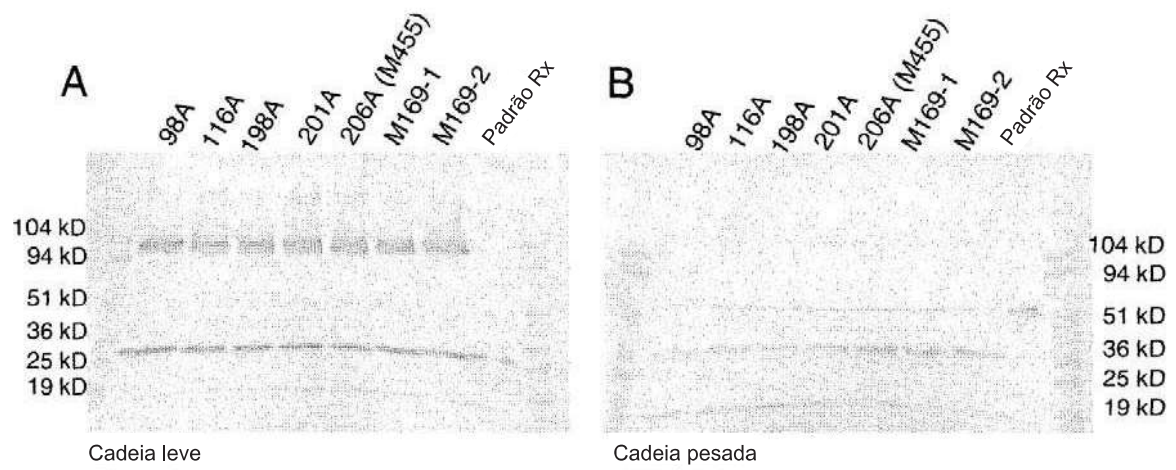 A
98A
116A
198A
201A
206A (M455)
M169-1
M169-2
Padrão Rx
104 kD
94 kD
51 kD
36 kD
25 kD
19 kD
Cadeia leve
B
98A
116A
198A
201A
206A (M455)
M169-1
M169-2
Padrão Rx
104 kD
94 kD
51 kD
36 kD
25 kD
19 kD
Cadeia pesada